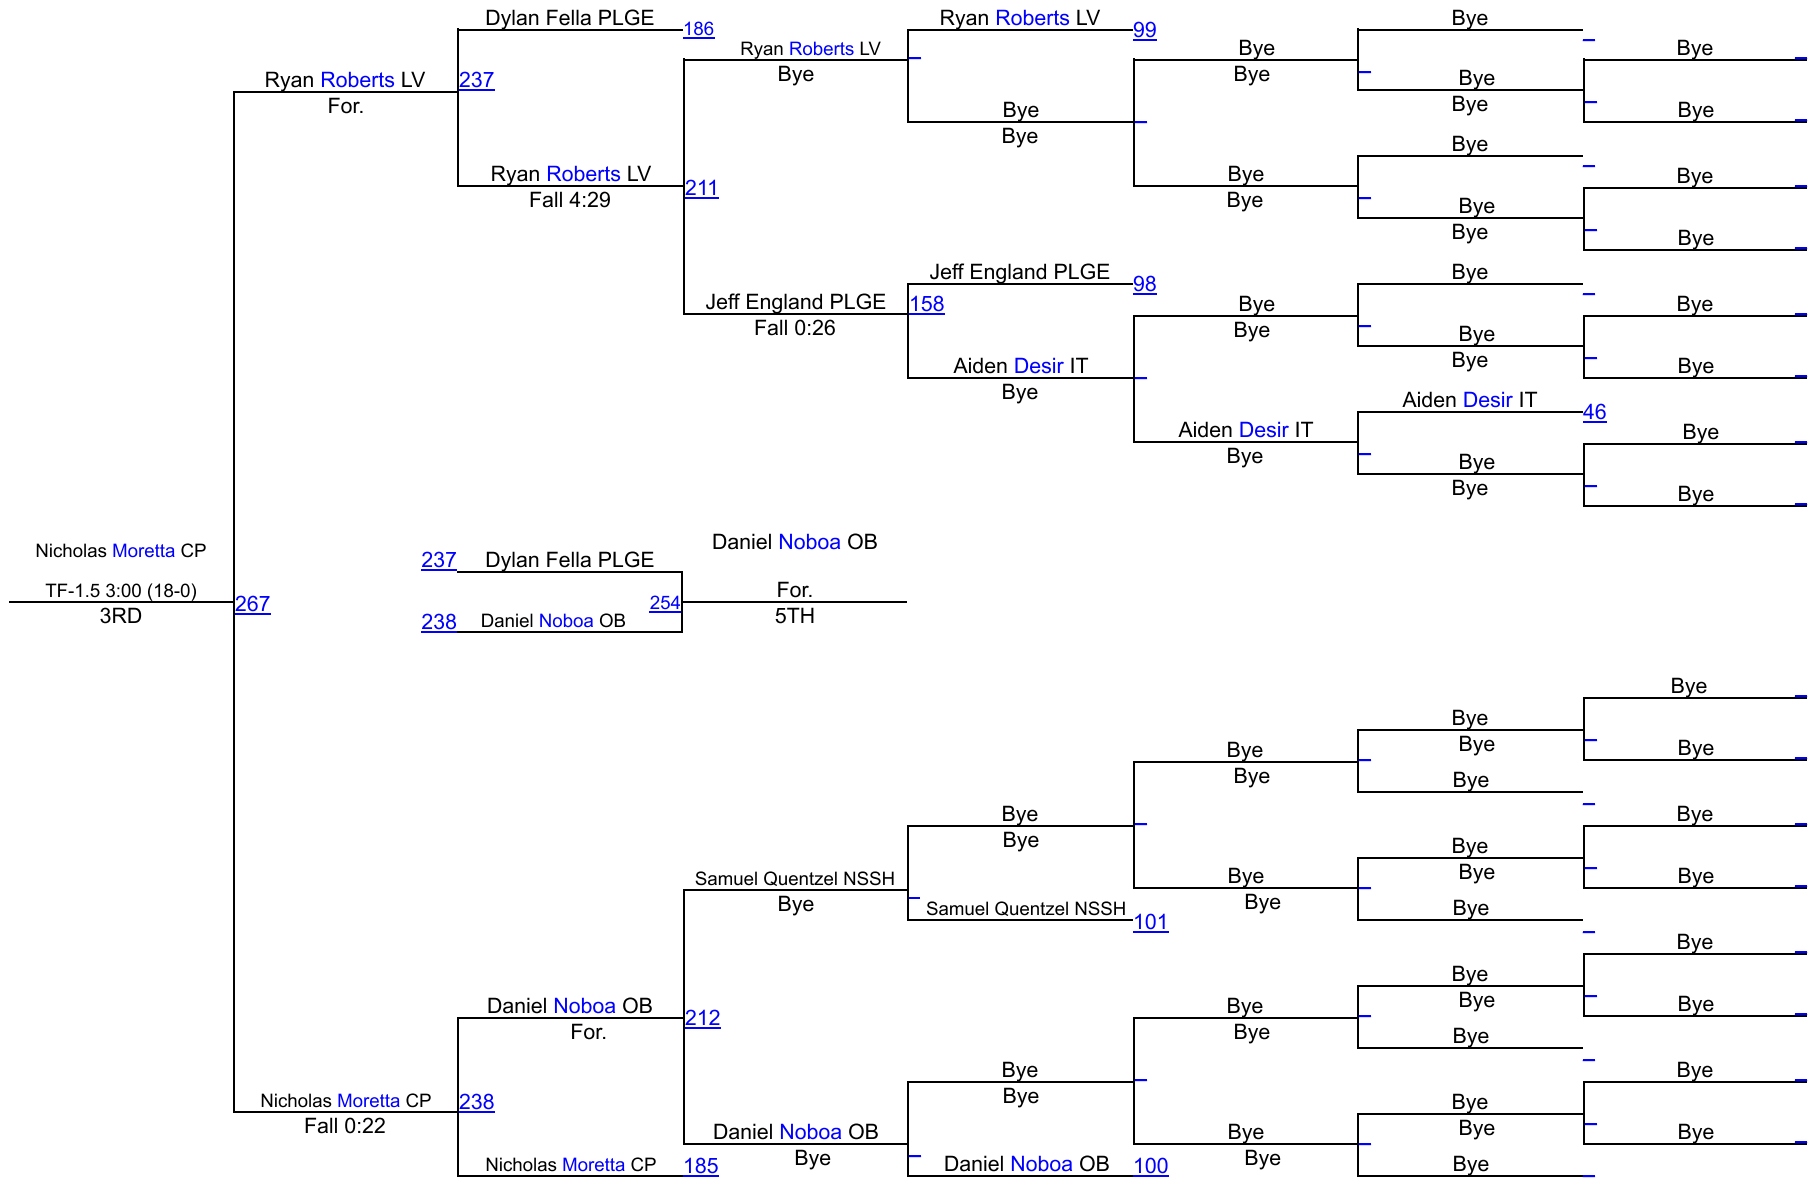 Dylan Fella PLGE
186
Ryan Roberts LV
99
Bye
Bye
Ryan Roberts LV
237
For.
Ryan Roberts LV
Bye
Bye
Bye
Bye
Bye
Bye
Bye
Bye
Bye
Ryan Roberts LV
211
Fall 4:29
Bye
Bye
Bye
Bye
Bye
Bye
Bye
Jeff England PLGE
98
Bye
Jeff England PLGE
158
Fall 0:26
Bye
Bye
Bye
Bye
Bye
Aiden Desir IT
Bye
Bye
Aiden Desir IT
46
Aiden Desir IT
Bye
Bye
Bye
Bye
Bye
Nicholas Moretta CP
TF-1.5 3:00 (18-0)
3RD
267
237
Dylan Fella PLGE
254
238
Daniel Noboa OB
Daniel Noboa OB
For.
5TH
Bye
Bye
Bye
Bye
Bye
Bye
Bye
Bye
Bye
Bye
Bye
Bye
Samuel Quentzel NSSH
Bye
Samuel Quentzel NSSH
101
Bye
Bye
Bye
Bye
Bye
Bye
Daniel Noboa OB
212
For.
Bye
Bye
Bye
Bye
Bye
Bye
Bye
Bye
Bye
Nicholas Moretta CP
238
Fall 0:22
Bye
Bye
Bye
Bye
Daniel Noboa OB
Bye
Bye
Bye
Bye
Nicholas Moretta CP
185
Daniel Noboa OB
100
Bye